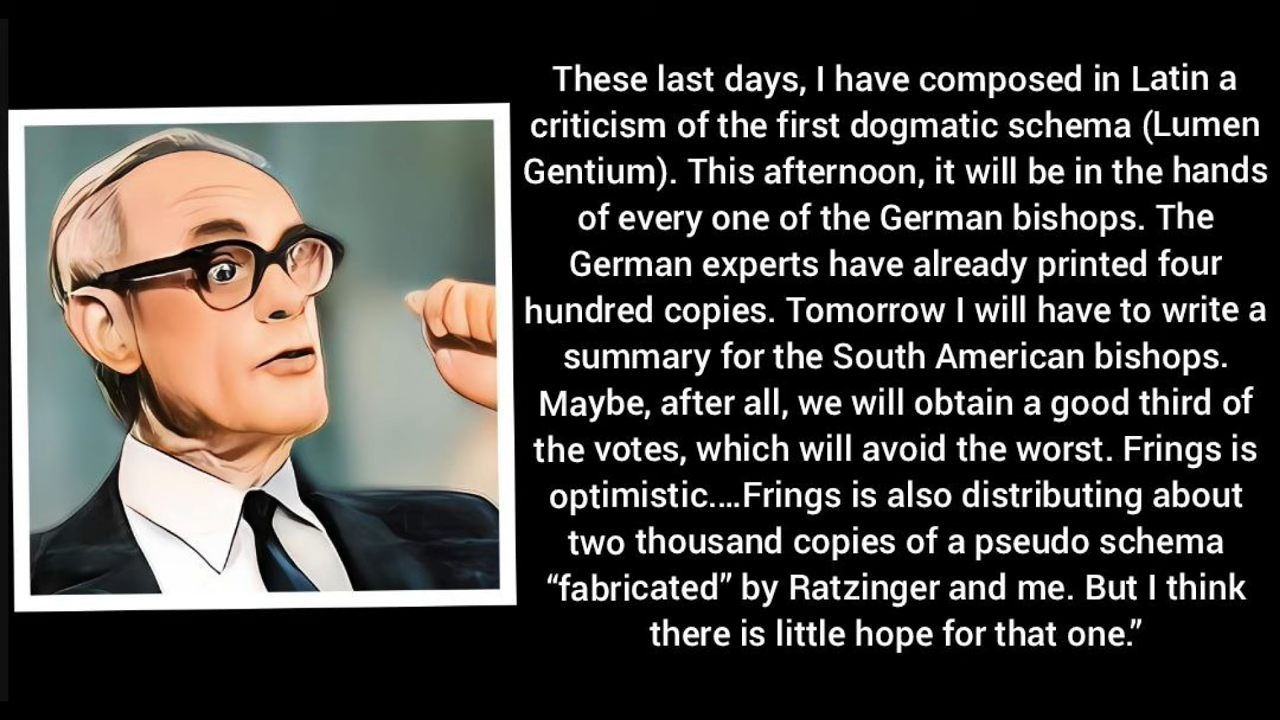 These last days, I have composed in Latin a
criticism of the first dogmatic schema (Lumen
Gentium). This afternoon, it will be in the hands
of every one of the German bishops. The
German experts have already printed four
hundred copies. Tomorrow I will have to write a
summary for the South American bishops.
Maybe, after all, we will obtain a good third of
the votes, which will avoid the worst. Frings is
optimistic....Frings is also distributing about
two thousand copies of a pseudo schema
“fabricated” by Ratzinger and me. But I think
there is little hope for that one.”